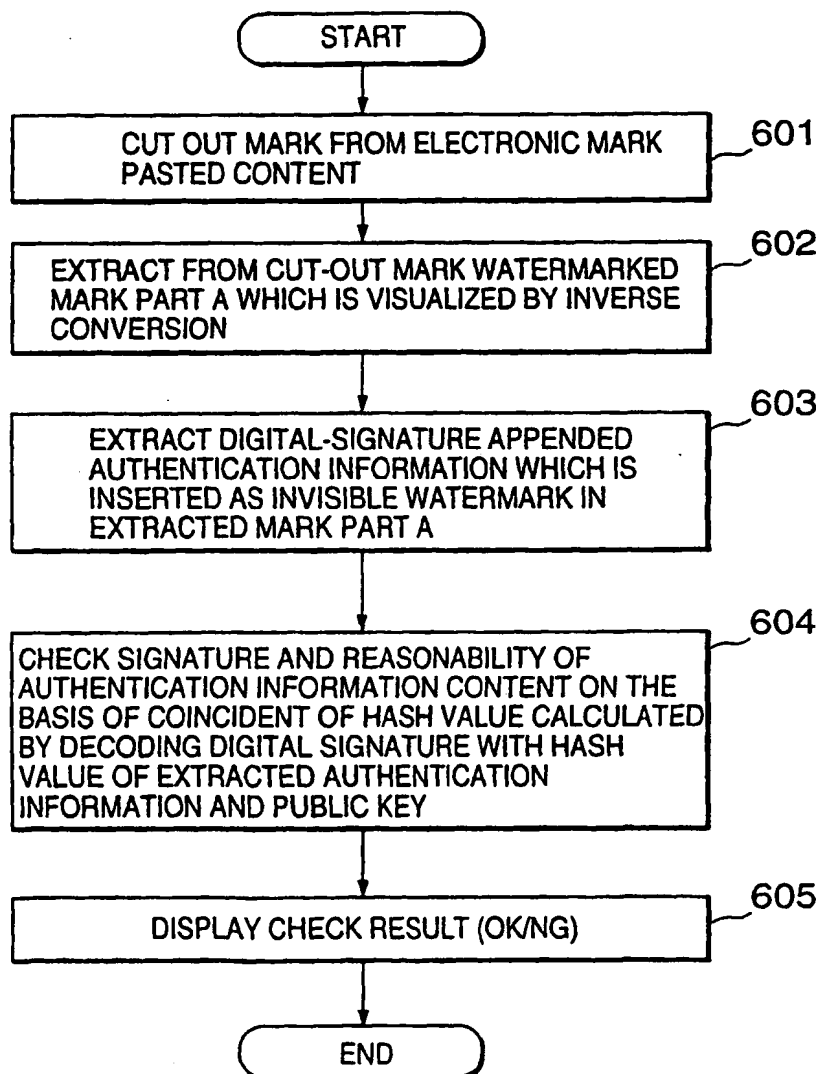 START
CUT OUT MARK FROM ELECTRONIC MARK
PASTED CONTENT
601
EXTRACT FROM CUT-OUT MARK WATERMARKED
MARK PART A WHICH IS VISUALIZED BY INVERSE
CONVERSION
602
EXTRACT DIGITAL-SIGNATURE APPENDED
AUTHENTICATION INFORMATION WHICH IS
INSERTED AS INVISIBLE WATERMARK IN
EXTRACTED MARK PART A
603
CHECK SIGNATURE AND REASONABILITY OF
AUTHENTICATION INFORMATION CONTENT ON THE
BASIS OF COINCIDENT OF HASH VALUE CALCULATED
BY DECODING DIGITAL SIGNATURE WITH HASH
VALUE OF EXTRACTED AUTHENTICATION
INFORMATION AND PUBLIC KEY
604
DISPLAY CHECK RESULT (OK/NG)
605
END